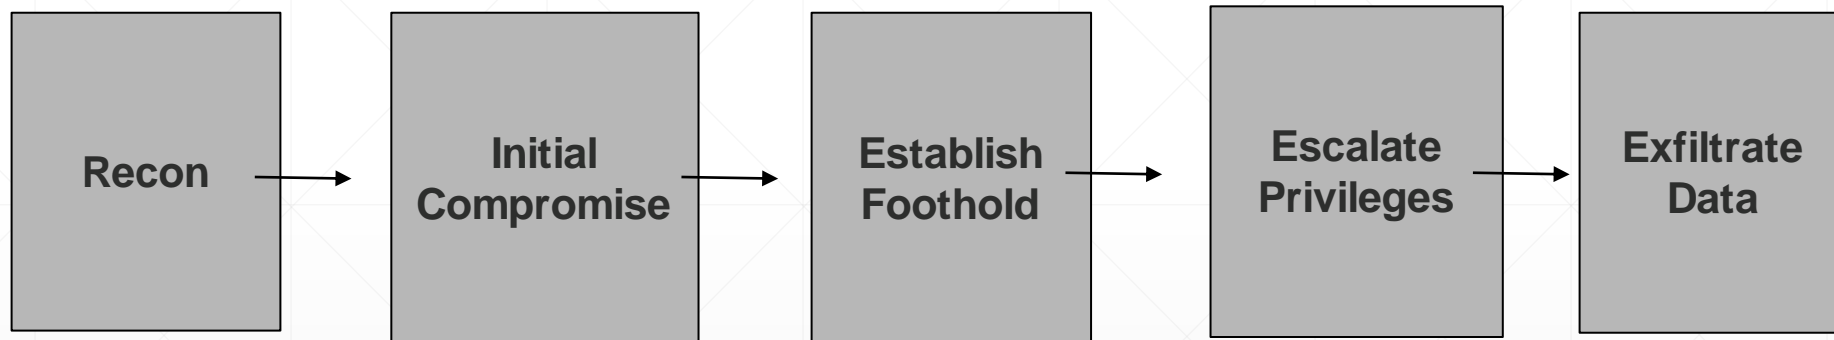 Recon
Initial
Compromise
Establish
Foothold
Escalate
Privileges
Exfiltrate
Data